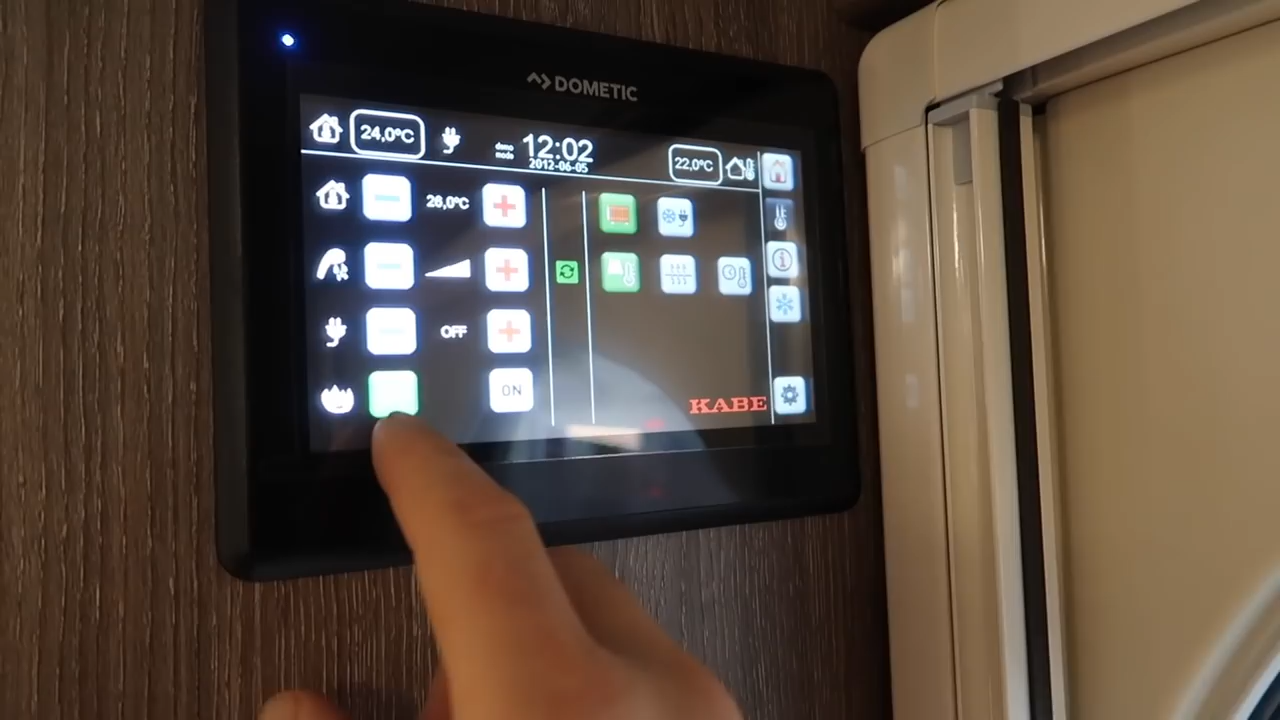 DOMETIC
24,0°C
demo mode
12:02
2012-06-05
22,0°C
26,0°C
OFF
ON
KABE